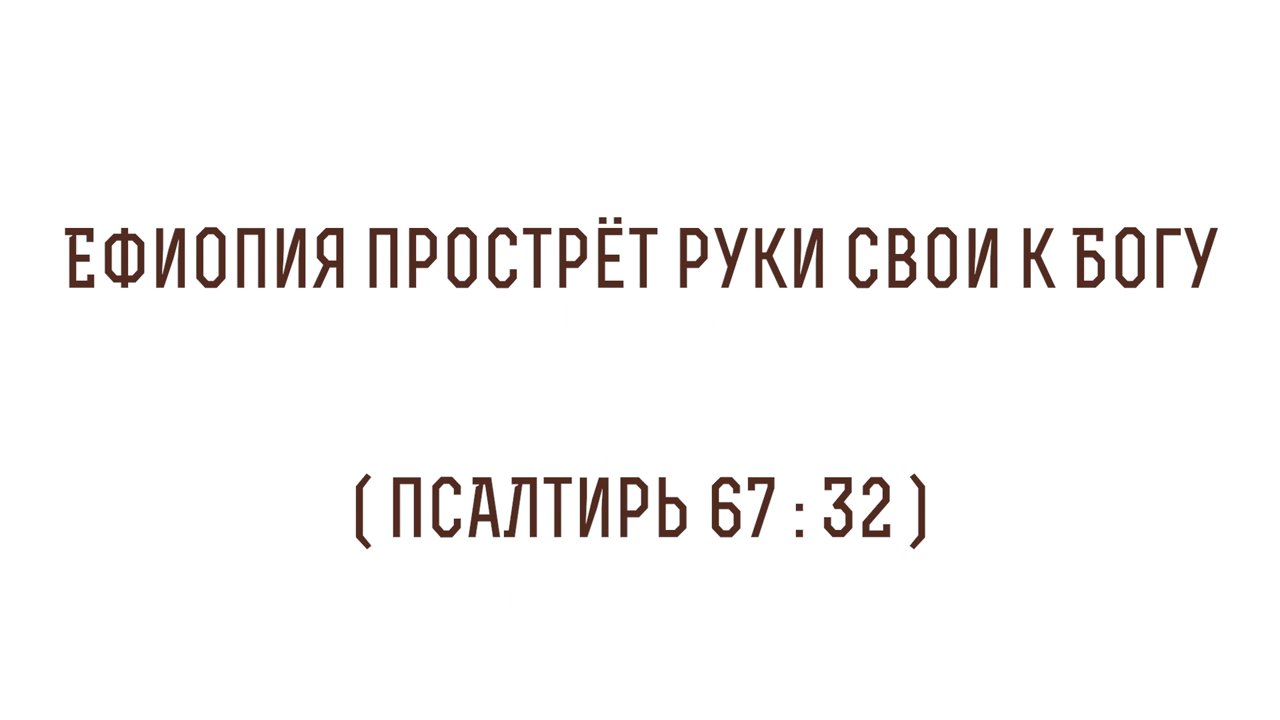 ЕФИОПИЯ ПРОСТРЁТ РУКИ СВОИ К БОГУ
( ПСАЛТИРЬ 67 : 32 )